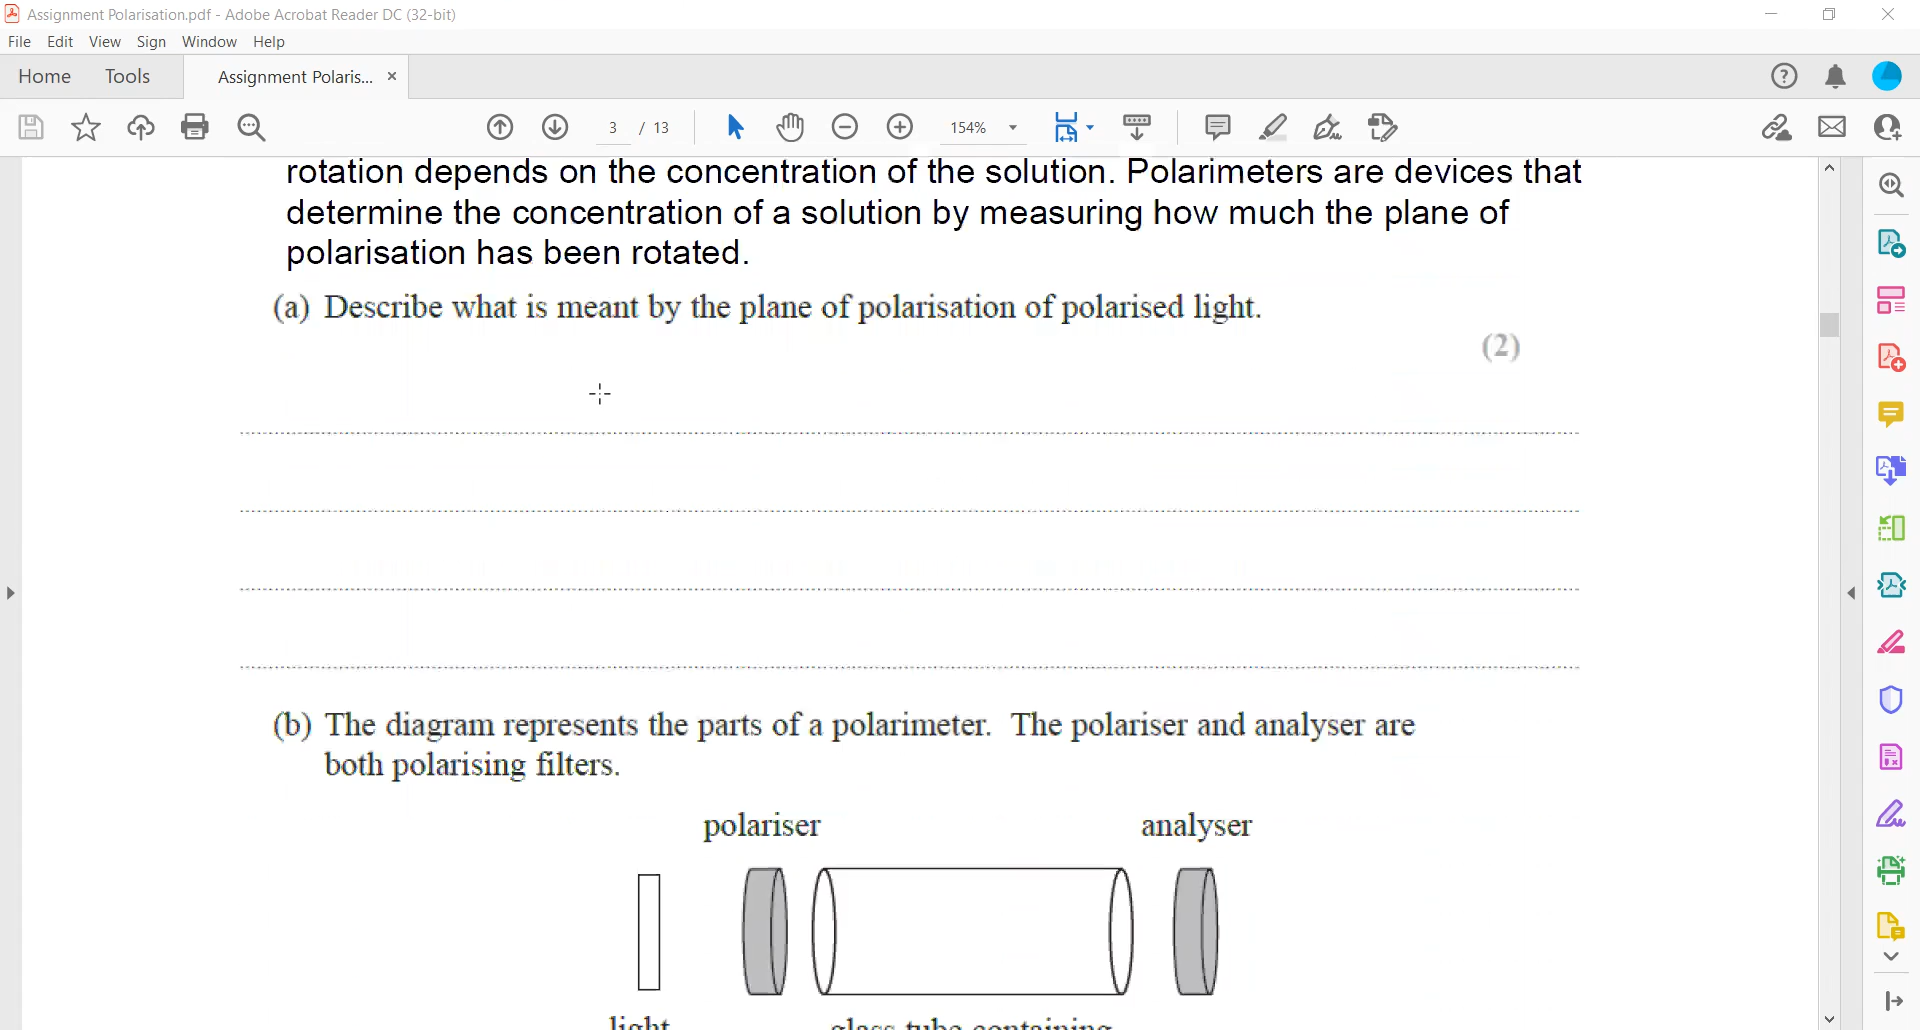 Assignment Polarisation.pdf - Adobe Acrobat Reader DC (32-bit)
File Edit View Sign Window Help
Home Tools Assignment Polaris... ×
3 / 13 154%
rotation depends on the concentration of the solution. Polarimeters are devices that
determine the concentration of a solution by measuring how much the plane of
polarisation has been rotated.
(a) Describe what is meant by the plane of polarisation of polarised light.
(2)
(b) The diagram represents the parts of a polarimeter. The polariser and analyser are
both polarising filters.
polariser analyser
light glass tube containing